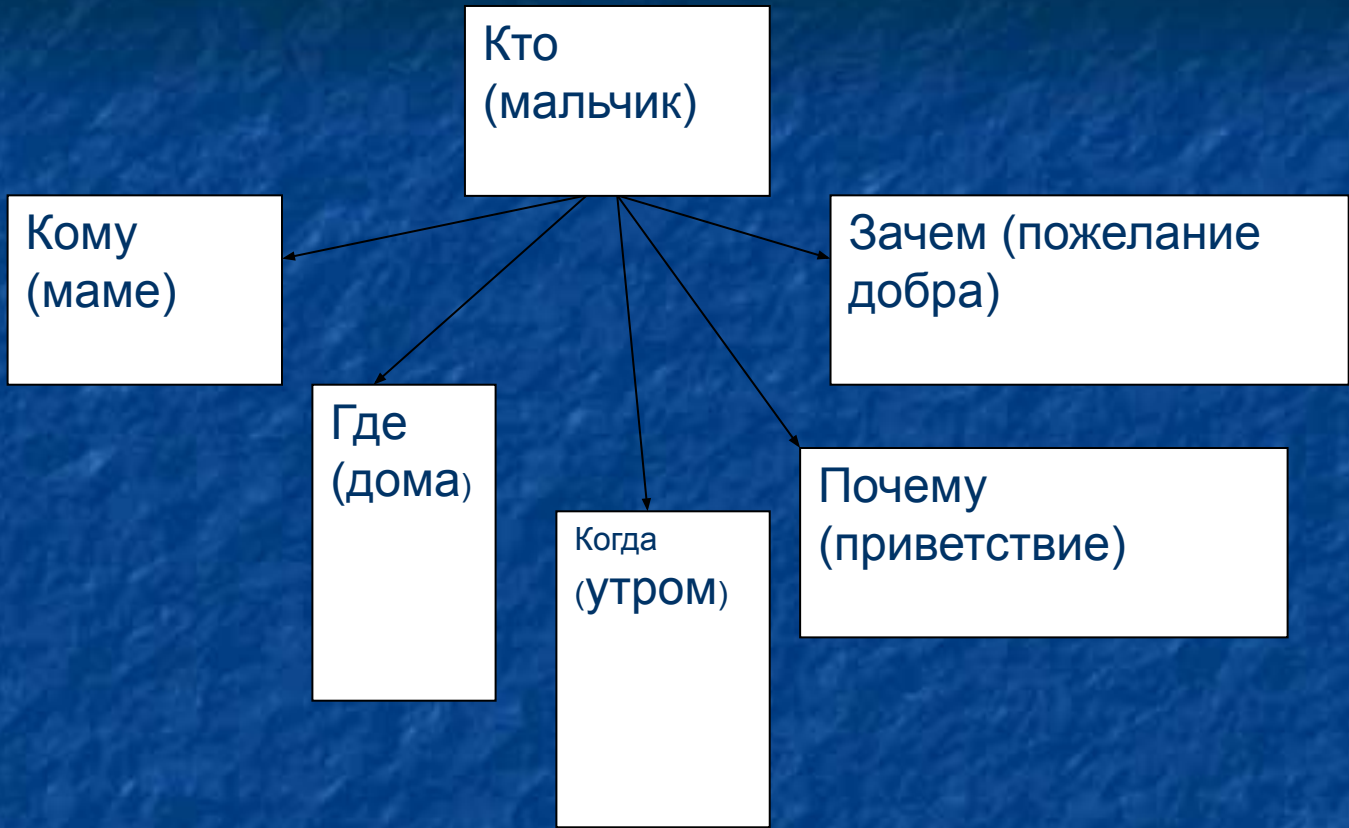 Кто
(мальчик)
Кому
(маме)
Зачем (пожелание
добра)
Где
(дома)
Почему
(приветствие)
Когда
(утром)